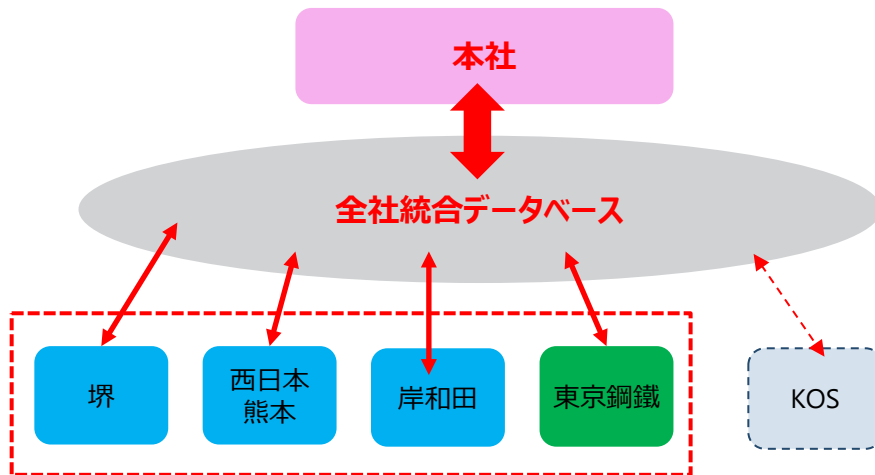 本社
全社統合データベース
堺
西日本
熊本
岸和田
東京鋼鐵
KOS